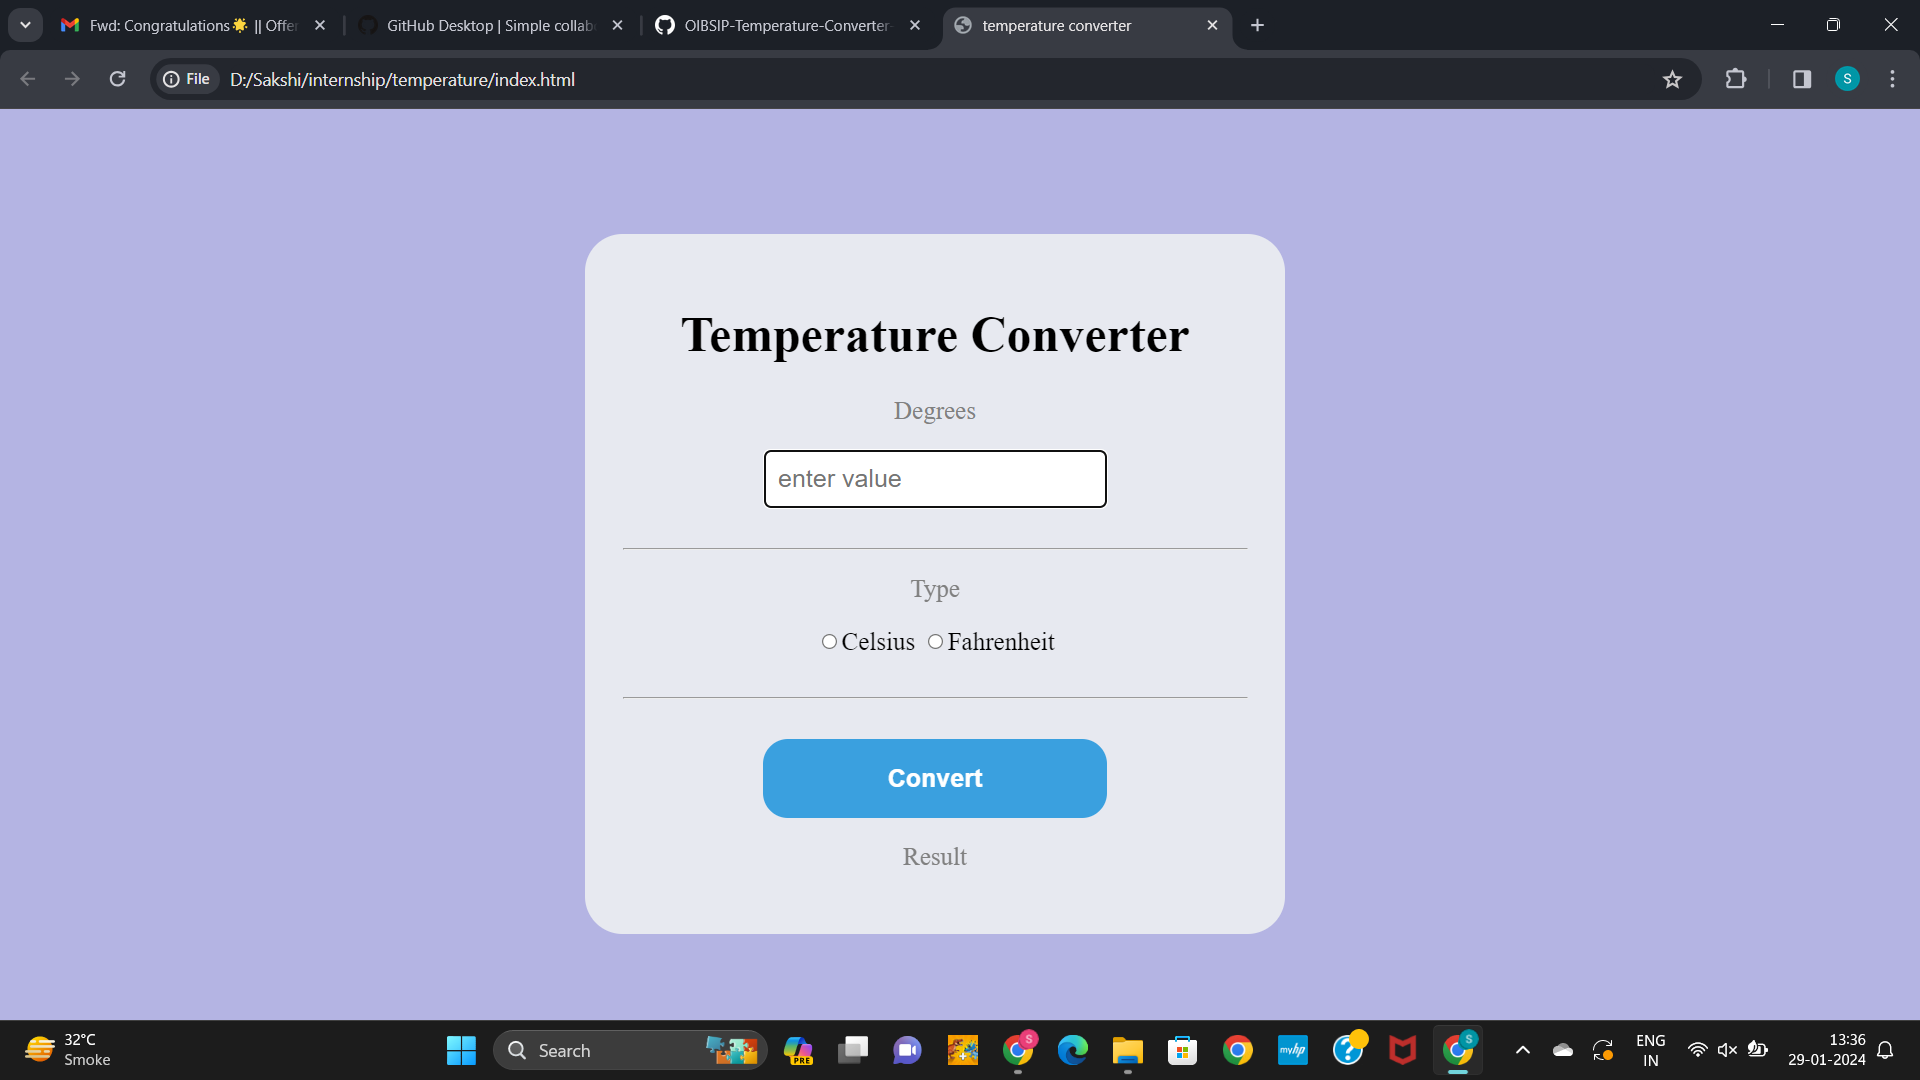 Fwd: Congratulations🌟 || Offer
GitHub Desktop | Simple collab
OIBSIP-Temperature-Converter-
temperature converter
File
D:/Sakshi/internship/temperature/index.html
S
Temperature Converter
Degrees
enter value
Type
Celsius Fahrenheit
Convert
Result
32°C
Smoke
Search
PRE
S
myhp
?
S
ENG
IN
13:36
29-01-2024